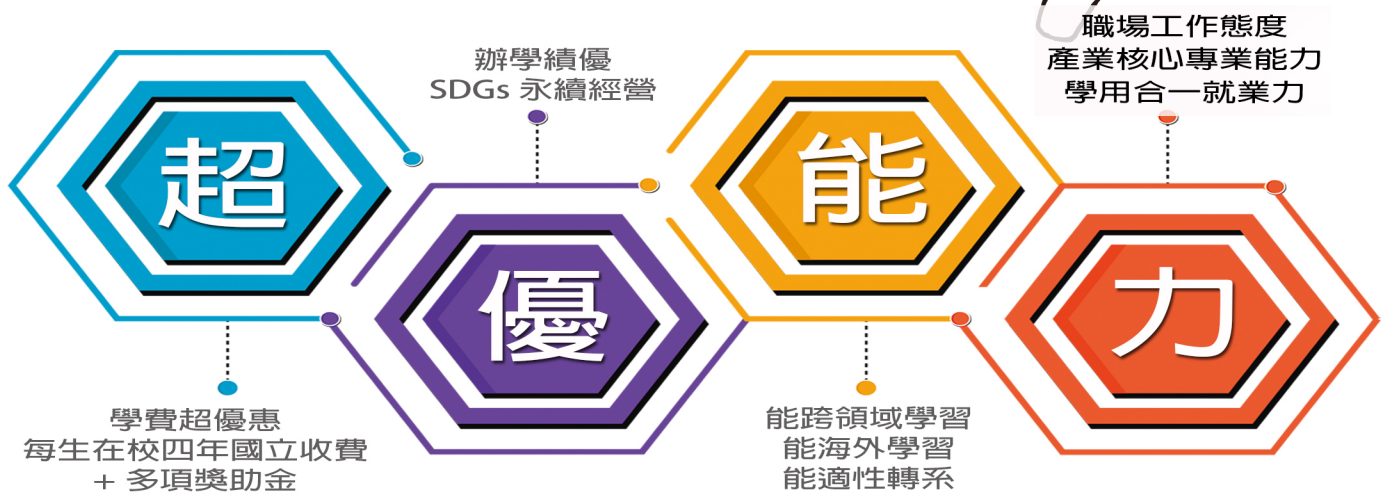 超
學費超優惠
每生在校四年國立收費
+ 多項獎助金
辦學績優
SDGs 永續經營
優
能
能跨領域學習
能海外學習
能適性轉系
職場工作態度
產業核心專業能力
學用合一就業力
力